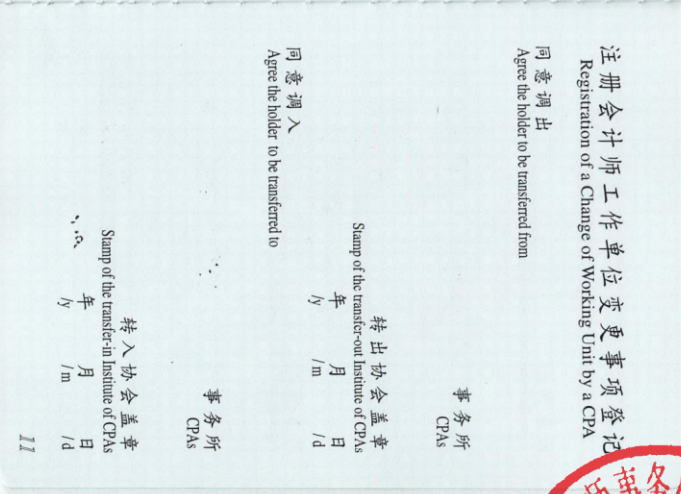 注册会计师工作单位变更事项登记
Registration of a Change of Working Unit by a CPA
同意调出
Agree the holder to be transferred from
事务所
CPAs
转出协会盖章
Stamp of the transfer-out Institute of CPAs
年 月 日
/y /m /d
同意调入
Agree the holder to be transferred to
事务所
CPAs
转入协会盖章
Stamp of the transfer-in Institute of CPAs
年 月 日
/y /m /d
11
师事务